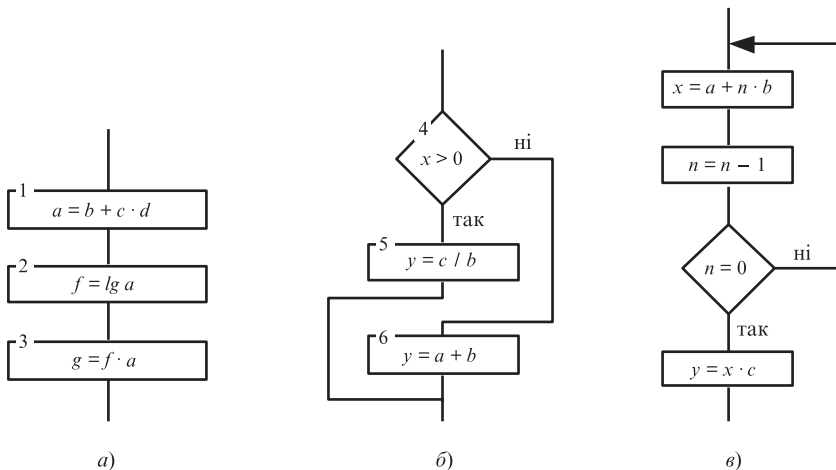 1
a = b + c · d
2
f = lg a
3
g = f · a
а)
4
x > 0
ні
так
5
y = c / b
6
y = a + b
б)
x = a + n · b
n = n − 1
n = 0
ні
так
y = x · c
в)